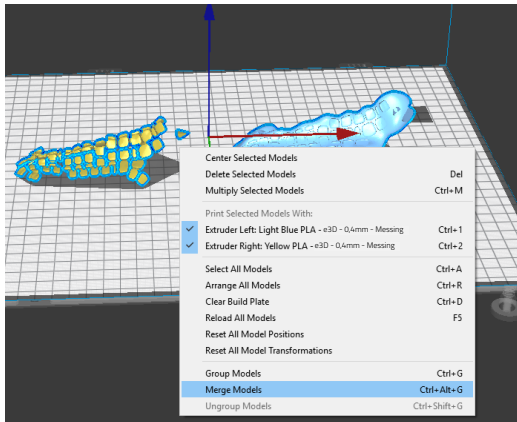 Center Selected Models
Delete Selected Models Del
Multiply Selected Models Ctrl+M
Print Selected Models With:
Extruder Left: Light Blue PLA - e3D - 0,4mm - Messing Ctrl+1
Extruder Right: Yellow PLA - e3D - 0,4mm - Messing Ctrl+2
Select All Models Ctrl+A
Arrange All Models Ctrl+R
Clear Build Plate Ctrl+D
Reload All Models F5
Reset All Model Positions
Reset All Model Transformations
Group Models Ctrl+G
Merge Models Ctrl+Alt+G
Ungroup Models Ctrl+Shift+G